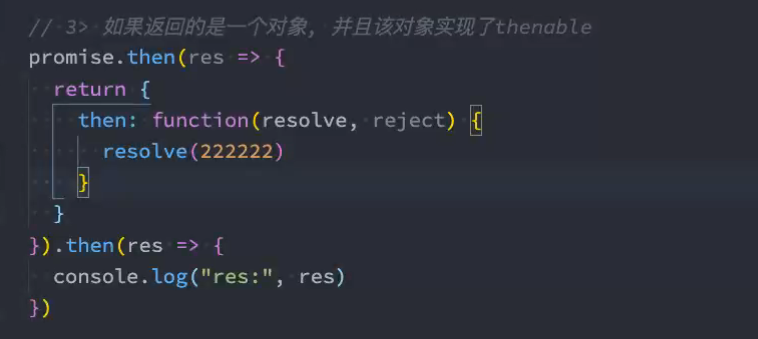 // 3> 如果返回的是一个对象, 并且该对象实现了thenable
promise.then(res => {
  return {
    then: function(resolve, reject) {
      resolve(222222)
    }
  }
}).then(res => {
  console.log("res:", res)
})